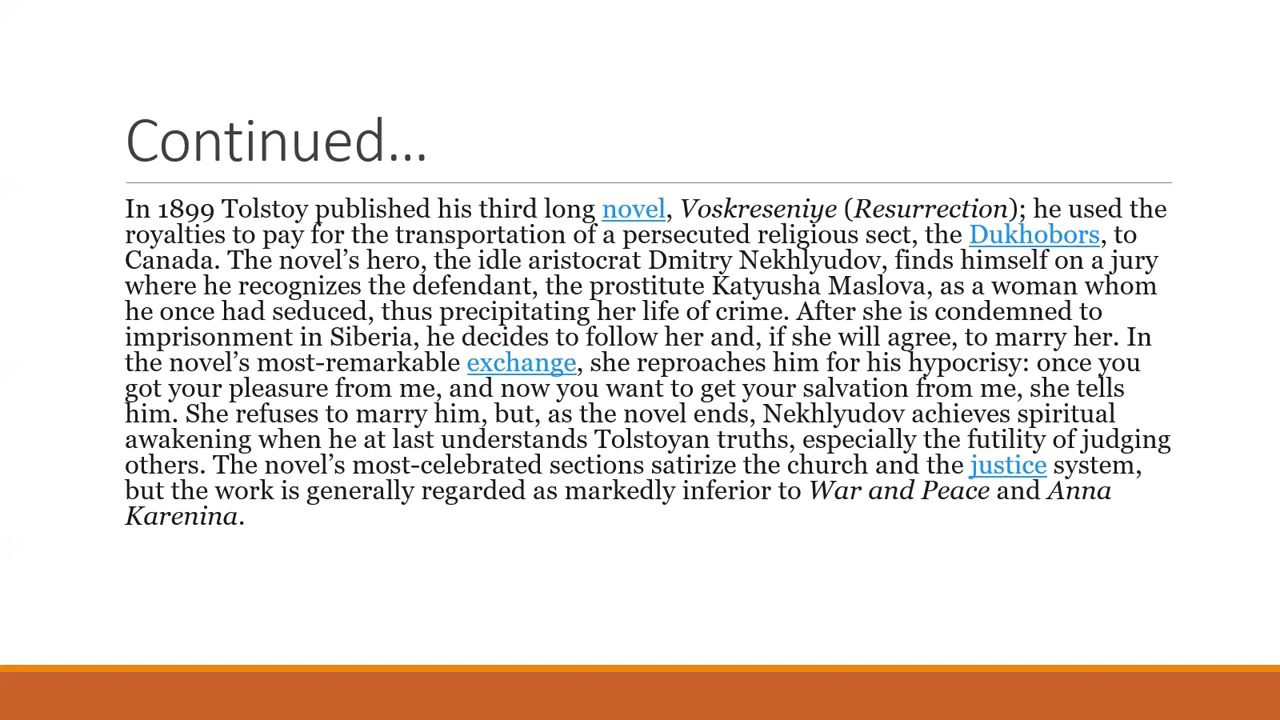 Continued...
In 1899 Tolstoy published his third long novel, Voskreseniye (Resurrection); he used the
royalties to pay for the transportation of a persecuted religious sect, the Dukhobors, to
Canada. The novel’s hero, the idle aristocrat Dmitry Nekhlyudov, finds himself on a jury
where he recognizes the defendant, the prostitute Katyusha Maslova, as a woman whom
he once had seduced, thus precipitating her life of crime. After she is condemned to
imprisonment in Siberia, he decides to follow her and, if she will agree, to marry her. In
the novel’s most-remarkable exchange, she reproaches him for his hypocrisy: once you
got your pleasure from me, and now you want to get your salvation from me, she tells
him. She refuses to marry him, but, as the novel ends, Nekhlyudov achieves spiritual
awakening when he at last understands Tolstoyan truths, especially the futility of judging
others. The novel’s most-celebrated sections satirize the church and the justice system,
but the work is generally regarded as markedly inferior to War and Peace and Anna
Karenina.